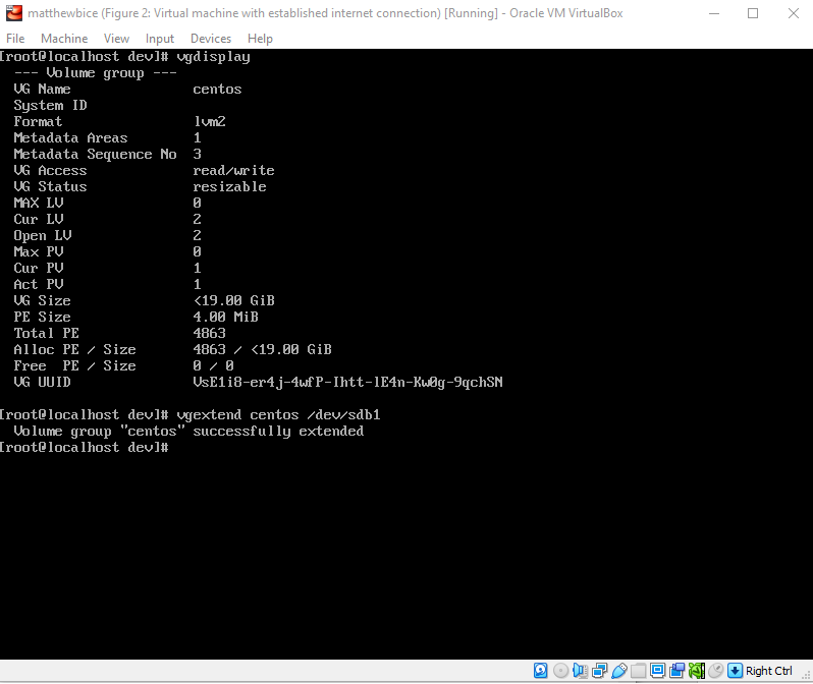 matthewbice (Figure 2: Virtual machine with established internet connection) [Running] - Oracle VM VirtualBox
File Machine View Input Devices Help
[root@localhost dev]# vgdisplay
--- Volume group ---
VG Name centos
System ID
Format lvm2
Metadata Areas 1
Metadata Sequence No 3
VG Access read/write
VG Status resizable
MAX LV 0
Cur LV 2
Open LV 2
Max PV 0
Cur PV 1
Act PV 1
VG Size <19.00 GiB
PE Size 4.00 MiB
Total PE 4863
Alloc PE / Size 4863 / <19.00 GiB
Free PE / Size 0 / 0
VG UUID VsE1i8-er4j-4wfP-Ihtt-lE4n-Kw0g-9qchSN
[root@localhost dev]# vgextend centos /dev/sdb1
Volume group "centos" successfully extended
[root@localhost dev]#
Right Ctrl